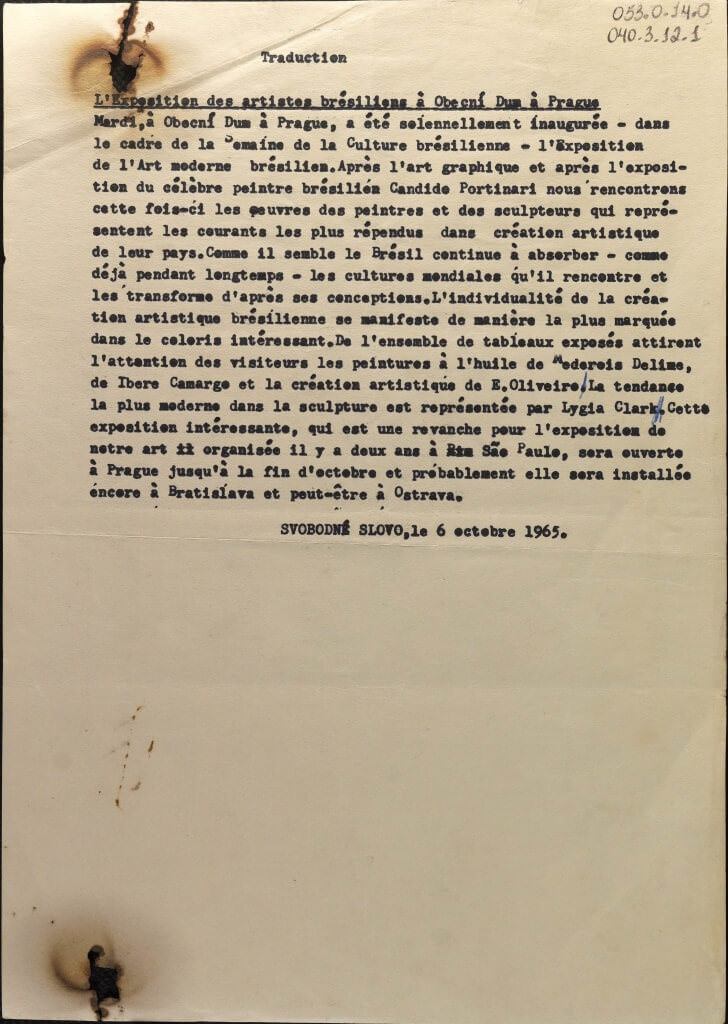 053.0.14.0
040.3.12.1
Traduction
L'Exposition des artistes brésiliens à Obecní Dum à Prague
Mardi,à Obecní Dum à Prague, a été solennellement inaugurée - dans
le cadre de la Semaine de la Culture brésilienne - l'Exposition
de l'Art moderne brésilien.Après l'art graphique et après l'exposi-
tion du célèbre peintre brésilién Candido Portinari nous rencontrons
cette fois-ci les œuvres des peintres et des sculpteurs qui repré-
sentent les courants les plus répendus dans création artistique
de leur pays.Comme il semble le Brésil continue à absorber - comme
déjà pendant longtemps - les cultures mondiales qu'il rencontre et
les transforme d'après ses conceptions.L'individualité de la créa-
tion artistique brésilienne se manifeste de manière la plus marquée
dans le coloris intéressant.De l'ensemble de tableaux exposés attirent
l'attention des visiteurs les peintures à l'huile de Mederois Delime,
de Ibere Camargo et la création artistique de E.Oliveire./La tendance
la plus moderne dans la sculpture est représentée par Lygia Clark.Cette
exposition intéressante, qui est une revanche pour l'exposition de
notre art il organisée il y a deux ans à Rim São Paulo, sera ouverte
à Prague jusqu'à la fin d'octobre et probablement elle sera installée
éncore à Bratislava et peut-être à Ostrava.
SVOBODNÉ SLOVO,le 6 octobre 1965.